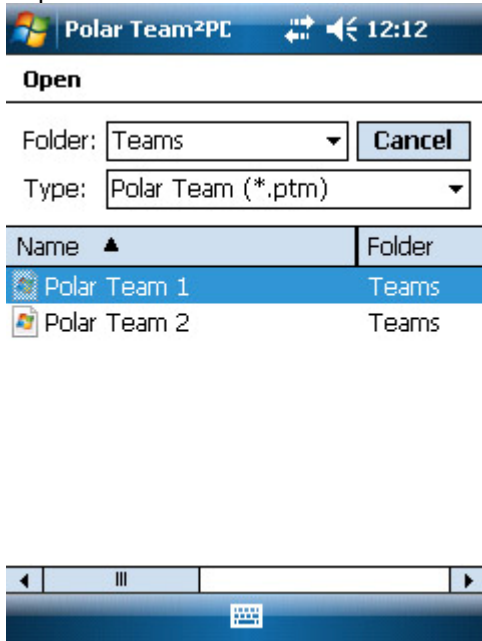 Polar Team²PC 12:12
Open
Folder: Teams Cancel
Type: Polar Team (*.ptm)
Name Folder
Polar Team 1 Teams
Polar Team 2 Teams